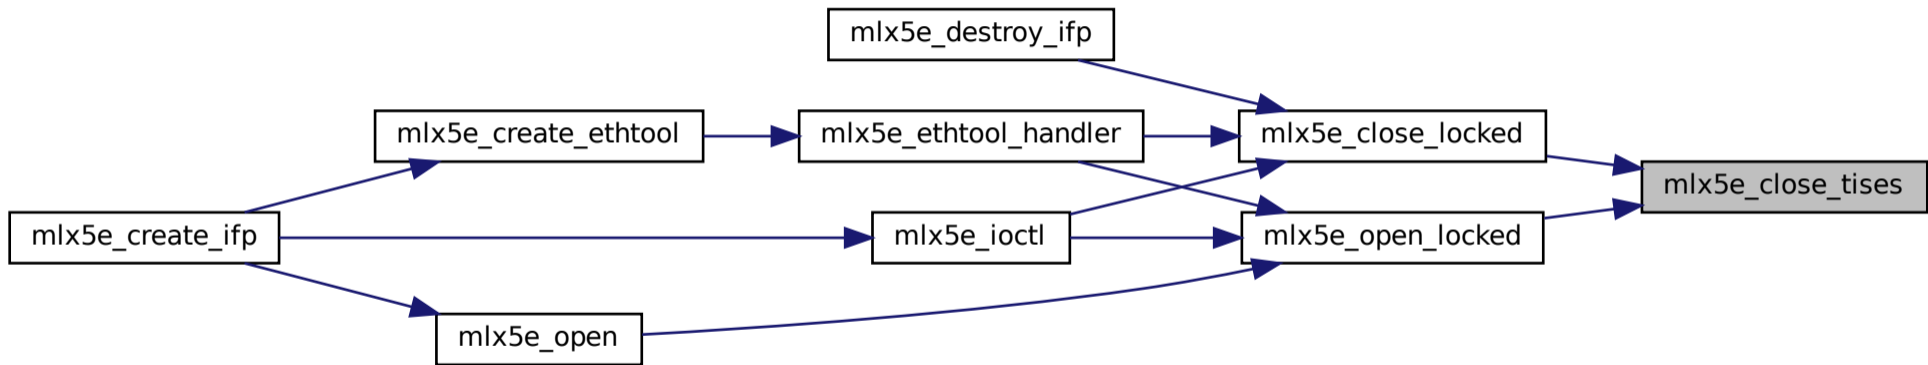 mlx5e_destroy_ifp
mlx5e_create_ethtool
mlx5e_ethtool_handler
mlx5e_close_locked
mlx5e_close_tises
mlx5e_create_ifp
mlx5e_ioctl
mlx5e_open_locked
mlx5e_open